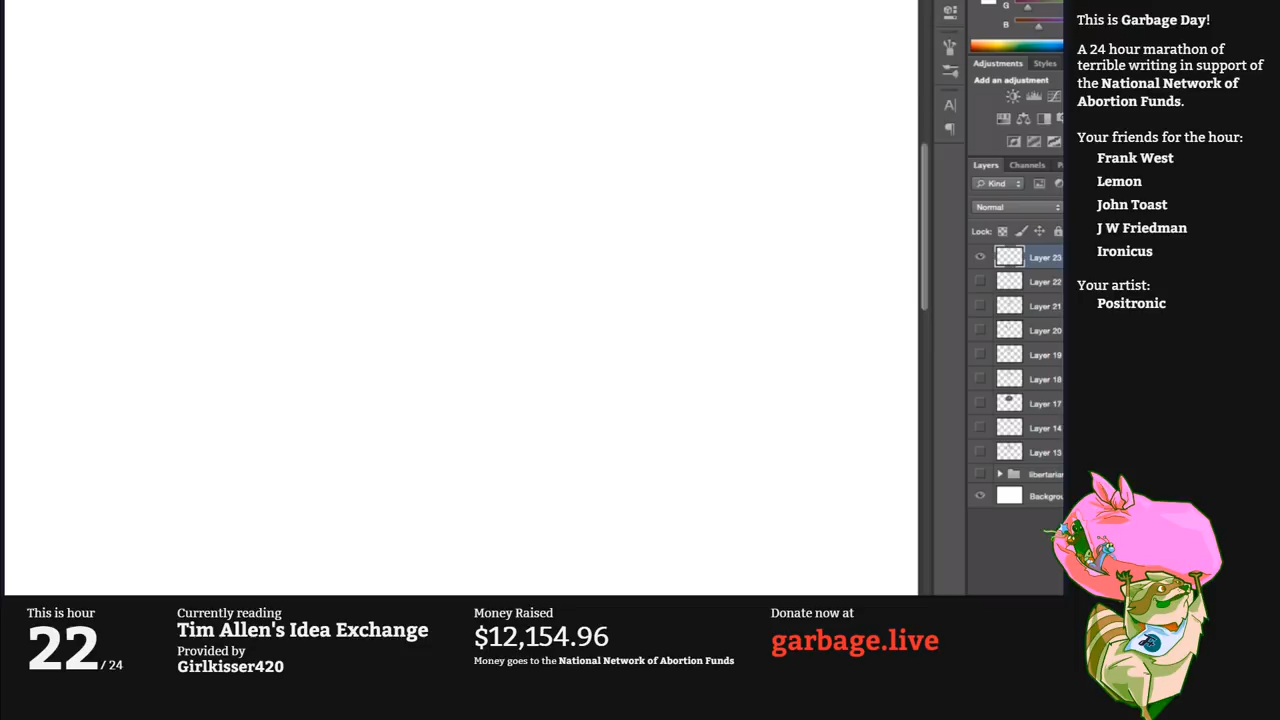 G
B
Adjustments Styles
Add an adjustment
A|
Layers Channels P
Kind
Normal
Lock:
Layer 23
Layer 22
Layer 21
Layer 20
Layer 19
Layer 18
Layer 17
Layer 14
Layer 13
libertaria
Backgrou
This is Garbage Day!
A 24 hour marathon of
terrible writing in support of
the National Network of
Abortion Funds.
Your friends for the hour:
Frank West
Lemon
John Toast
J W Friedman
Ironicus
Your artist:
Positronic
This is hour
22 / 24
Currently reading
Tim Allen's Idea Exchange
Provided by
Girlkisser420
Money Raised
$12,154.96
Money goes to the National Network of Abortion Funds
Donate now at
garbage.live